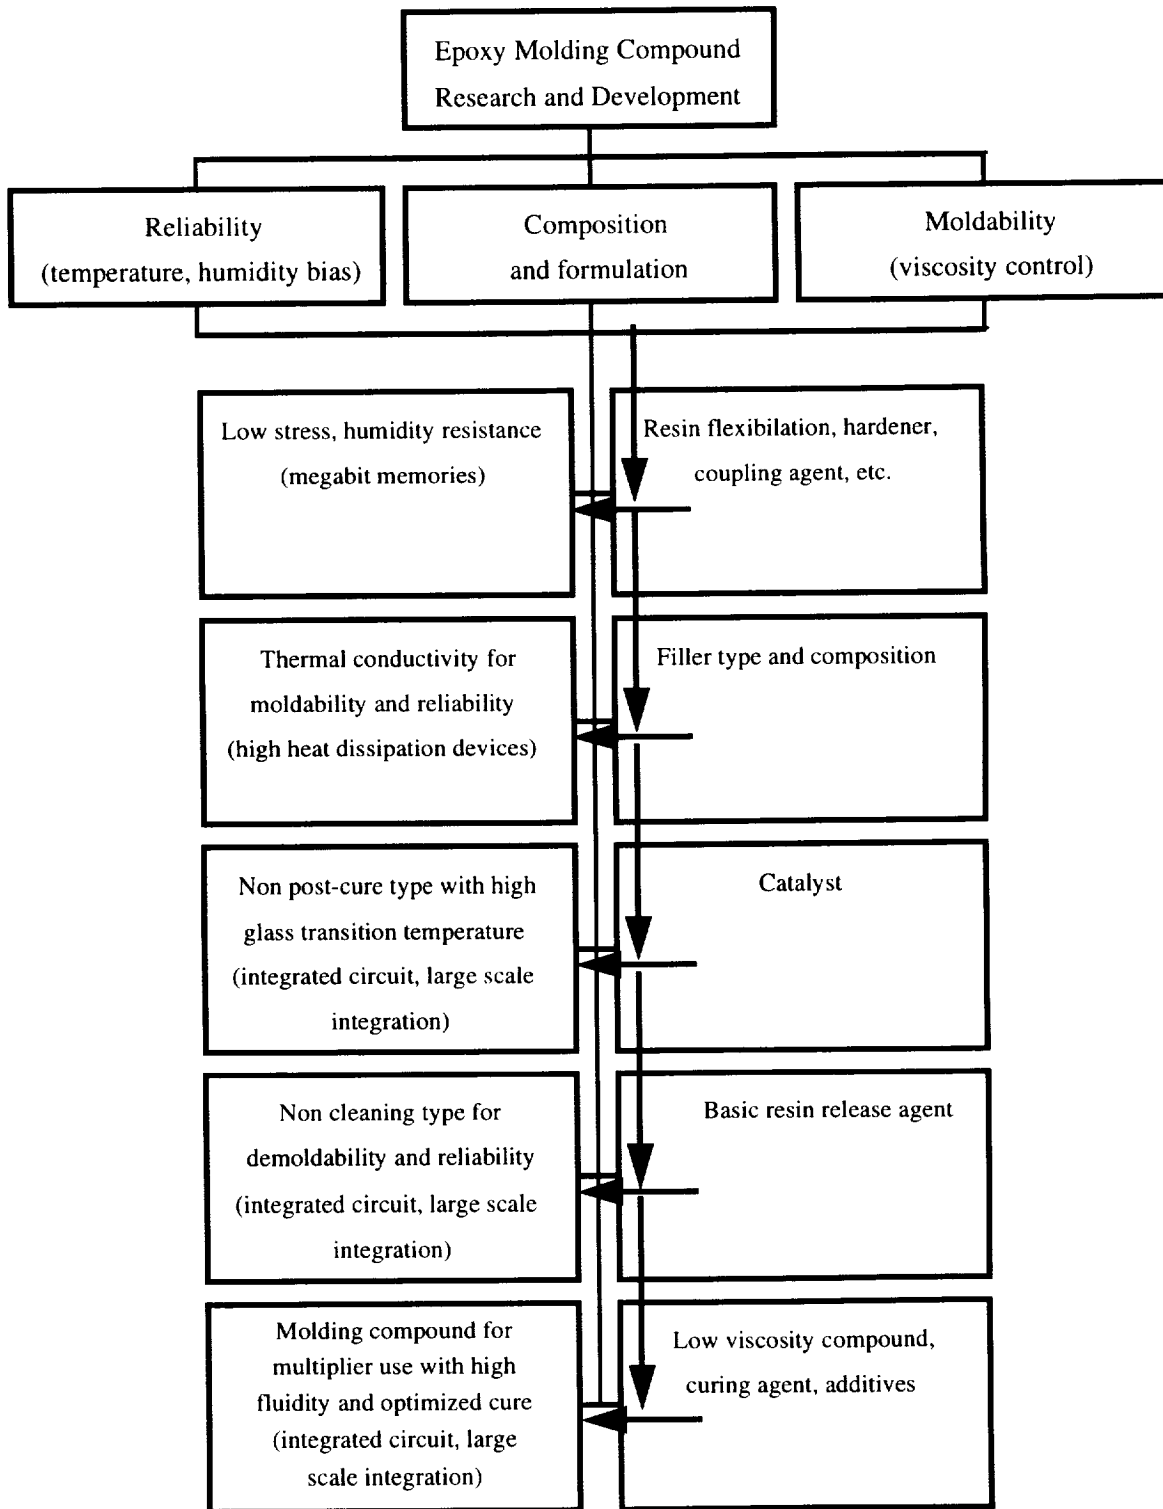 Epoxy Molding Compound
Research and Development
Reliability
(temperature, humidity bias)
Composition
and formulation
Moldability
(viscosity control)
Low stress, humidity resistance
(megabit memories)
Resin flexibilation, hardener,
coupling agent, etc.
Thermal conductivity for
moldability and reliability
(high heat dissipation devices)
Filler type and composition
Non post-cure type with high
glass transition temperature
(integrated circuit, large scale
integration)
Catalyst
Non cleaning type for
demoldability and reliability
(integrated circuit, large scale
integration)
Basic resin release agent
Molding compound for
multiplier use with high
fluidity and optimized cure
(integrated circuit, large
scale integration)
Low viscosity compound,
curing agent, additives